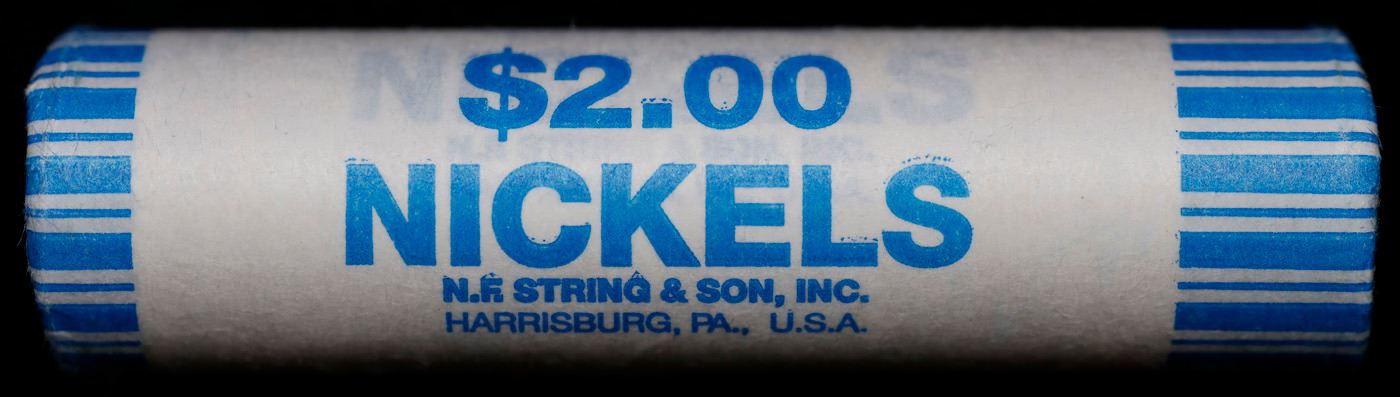 $2.00
NICKELS
N.F. STRING & SON, INC.
HARRISBURG, PA., U.S.A.